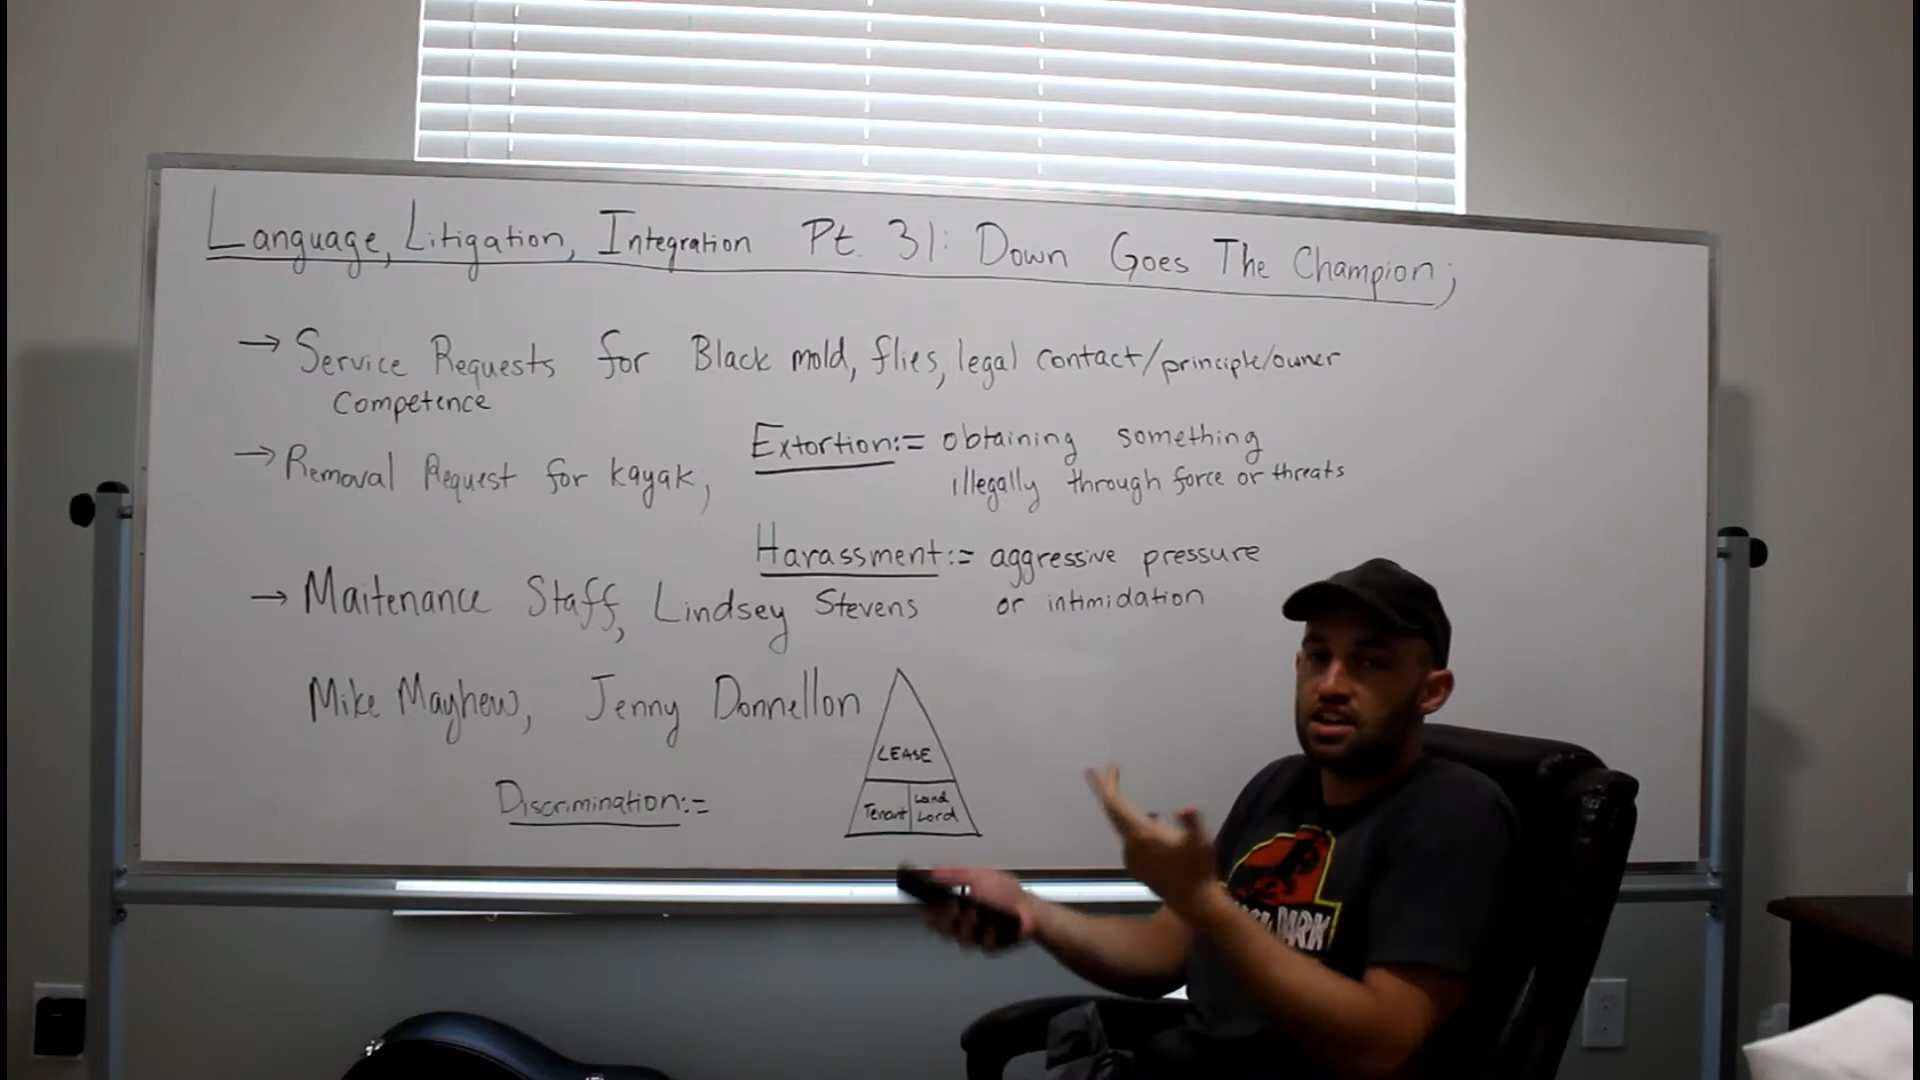 Language, Litigation, Integration Pt. 31: Down Goes The Champion;
→ Service Requests for Black mold, flies, legal contact/principle/owner
Competence
→ Removal Request for kayak;
Extortion:= obtaining something
illegally through force or threats
Harassment:= aggressive pressure
or intimidation
→ Maitenance Staff, Lindsey Stevens
Mike Mayhew, Jenny Donnellon
LEASE
Tenant
Land
Lord
Discrimination:=
PARK